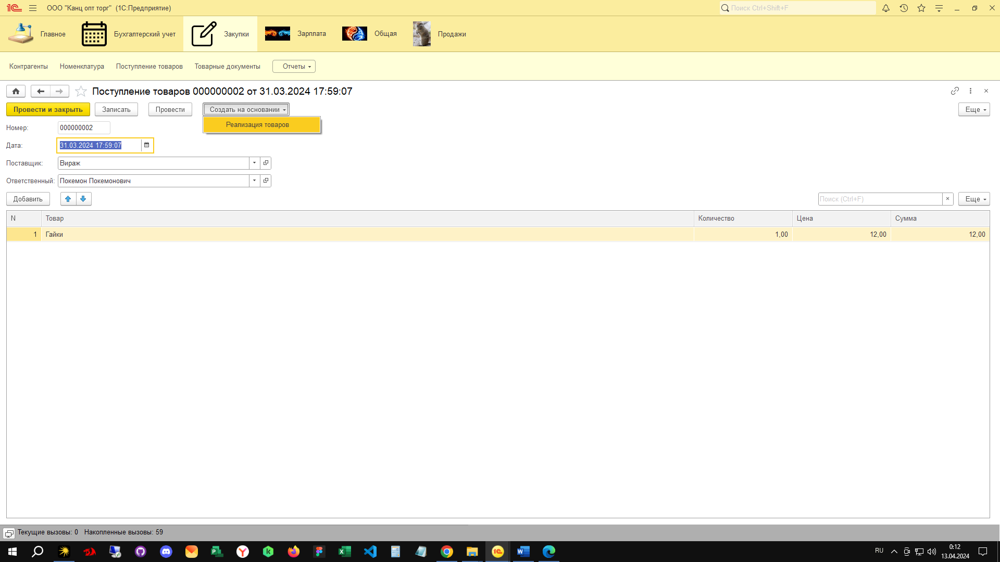 ООО "Канц опт торг" (1С:Предприятие)
Поиск Ctrl+Shift+F
Главное
Бухгалтерский учет
Закупки
Зарплата
Общая
Продажи
Контрагенты
Номенклатура
Поступление товаров
Товарные документы
Отчеты
Поступление товаров 000000002 от 31.03.2024 17:59:07
Провести и закрыть
Записать
Провести
Создать на основании
Еще
Реализация товаров
Номер: 000000002
Дата: 31.03.2024 17:59:07
Поставщик: Вираж
Ответственный: Покемон Покемонович
Добавить
Поиск (Ctrl+F)
Еще
N Товар Количество Цена Сумма
1 Гайки 1,00 12,00 12,00
Текущие вызовы: 0 Накопленные вызовы: 59
RU
0:12
13.04.2024